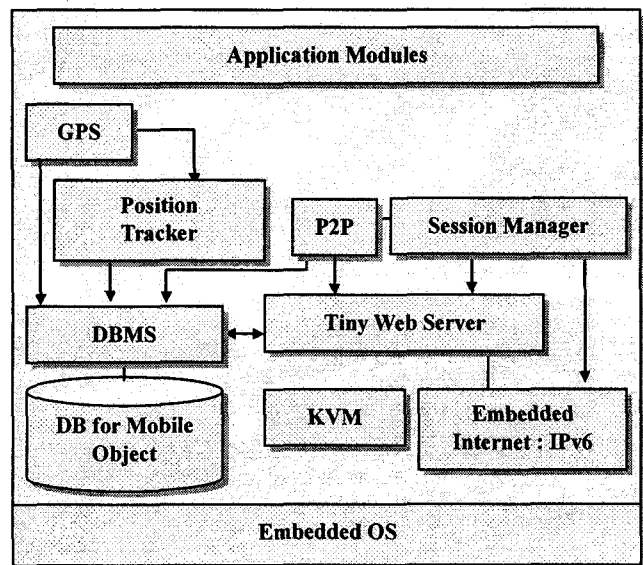 Application Modules
GPS
Position
Tracker
P2P
Session Manager
DBMS
Tiny Web Server
DB for Mobile
Object
KVM
Embedded
Internet : IPv6
Embedded OS